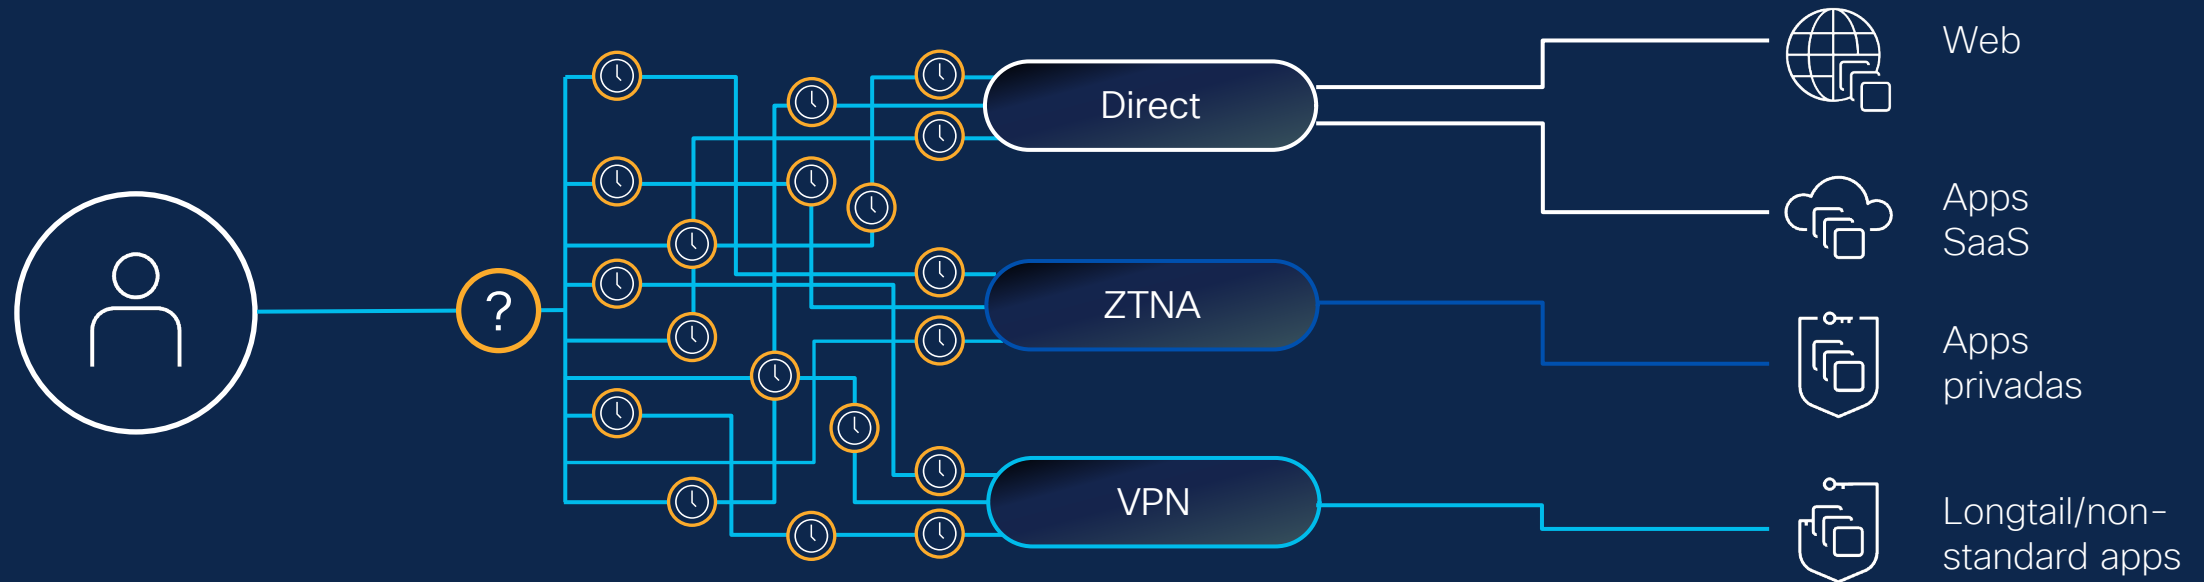 ?
Direct
ZTNA
VPN
Web
Apps
SaaS
Apps
privadas
Longtail/non-
standard apps